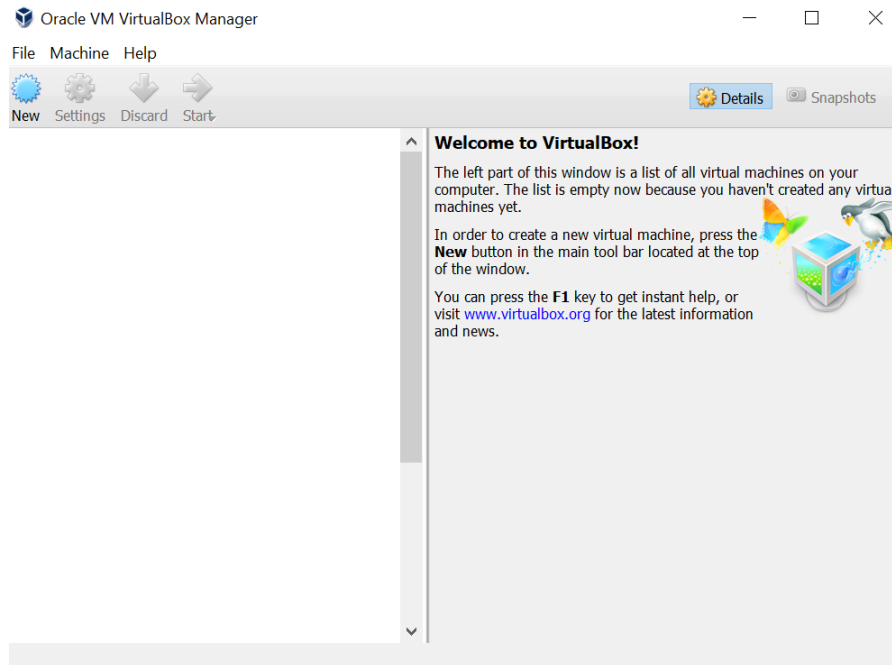 Oracle VM VirtualBox Manager
File Machine Help
New Settings Discard Start
Details Snapshots
Welcome to VirtualBox!
The left part of this window is a list of all virtual machines on your
computer. The list is empty now because you haven't created any virtua
machines yet.
In order to create a new virtual machine, press the
New button in the main tool bar located at the top
of the window.
You can press the F1 key to get instant help, or
visit www.virtualbox.org for the latest information
and news.